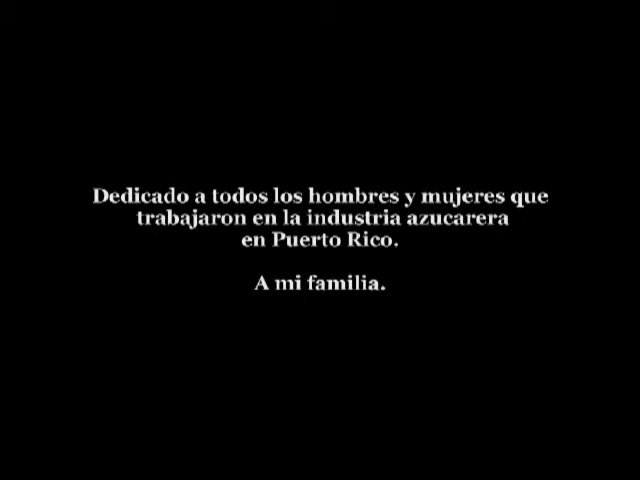 Dedicado a todos los hombres y mujeres que
trabajaron en la industria azucarera
en Puerto Rico.
A mi familia.